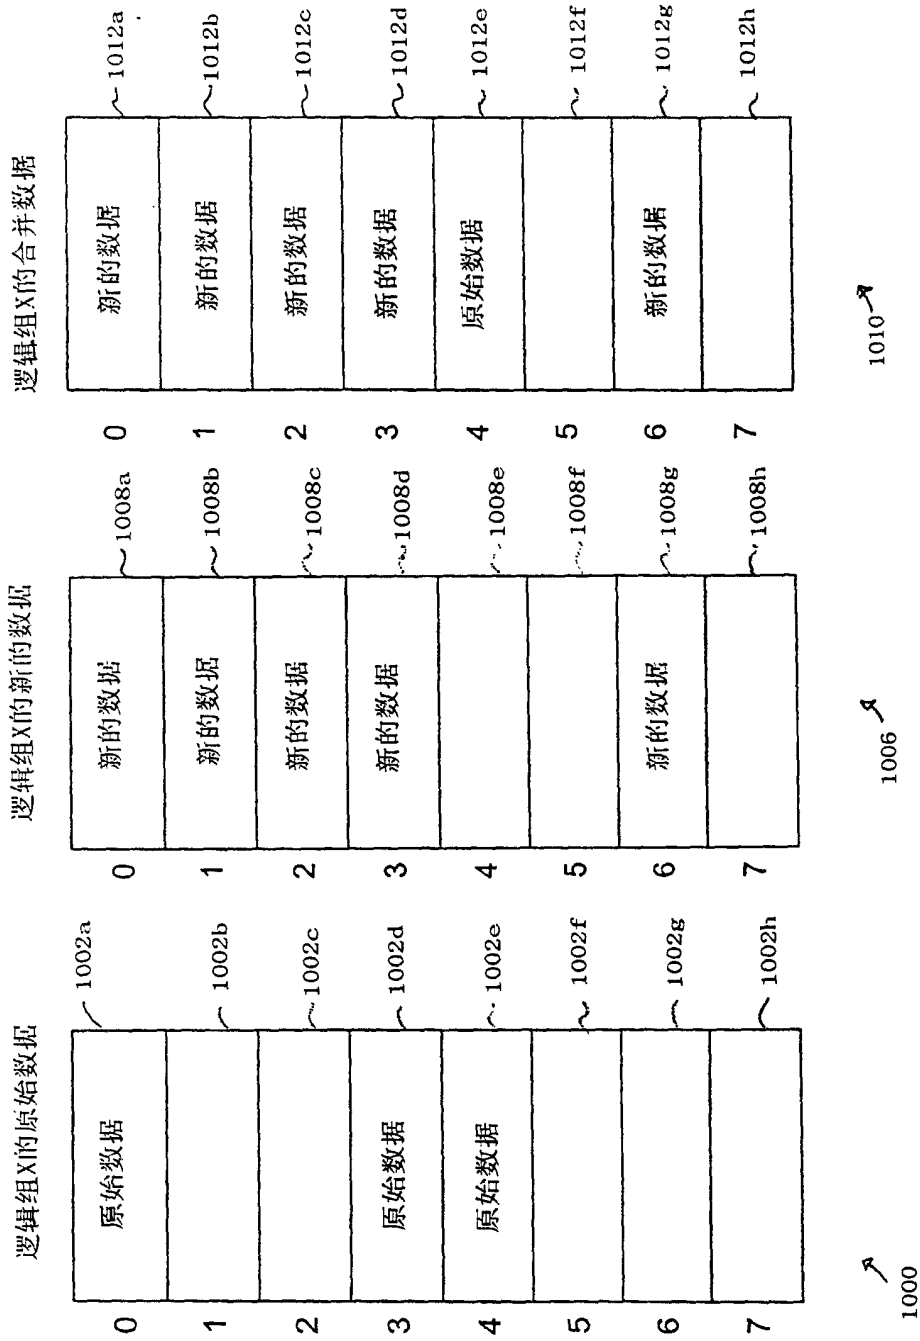 逻辑组X的原始数据
0
原始数据
1002a
1
1002b
2
1002c
3
原始数据
1002d
4
原始数据
1002e
5
1002f
6
1002g
7
1002h
1000
逻辑组X的新的数据
0
新的数据
1008a
1
新的数据
1008b
2
新的数据
1008c
3
新的数据
1008d
4
1008e
5
1008f
6
新的数据
1008g
7
1008h
1006
逻辑组X的合并数据
0
新的数据
1012a
1
新的数据
1012b
2
新的数据
1012c
3
新的数据
1012d
4
原始数据
1012e
5
1012f
6
新的数据
1012g
7
1012h
1010